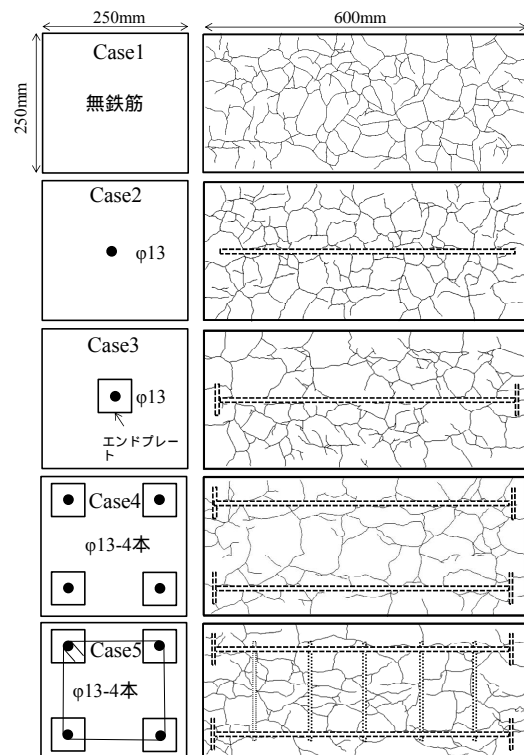 250mm
600mm
250mm
Case1
無鉄筋
Case2
φ13
Case3
φ13
エンドプレー
ト
Case4
φ13-4本
Case5
φ13-4本